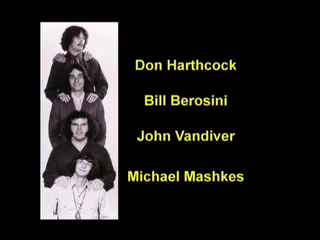 Don Harthcock
Bill Berosini
John Vandiver
Michael Mashkes